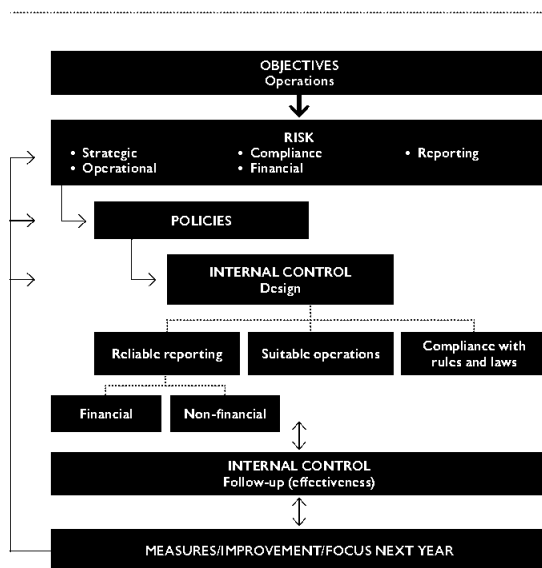 OBJECTIVES
Operations
RISK
• Strategic
• Operational
• Compliance
• Financial
• Reporting
POLICIES
INTERNAL CONTROL
Design
Reliable reporting
Suitable operations
Compliance with
rules and laws
Financial
Non-financial
INTERNAL CONTROL
Follow-up (effectiveness)
MEASURES/IMPROVEMENT/FOCUS NEXT YEAR